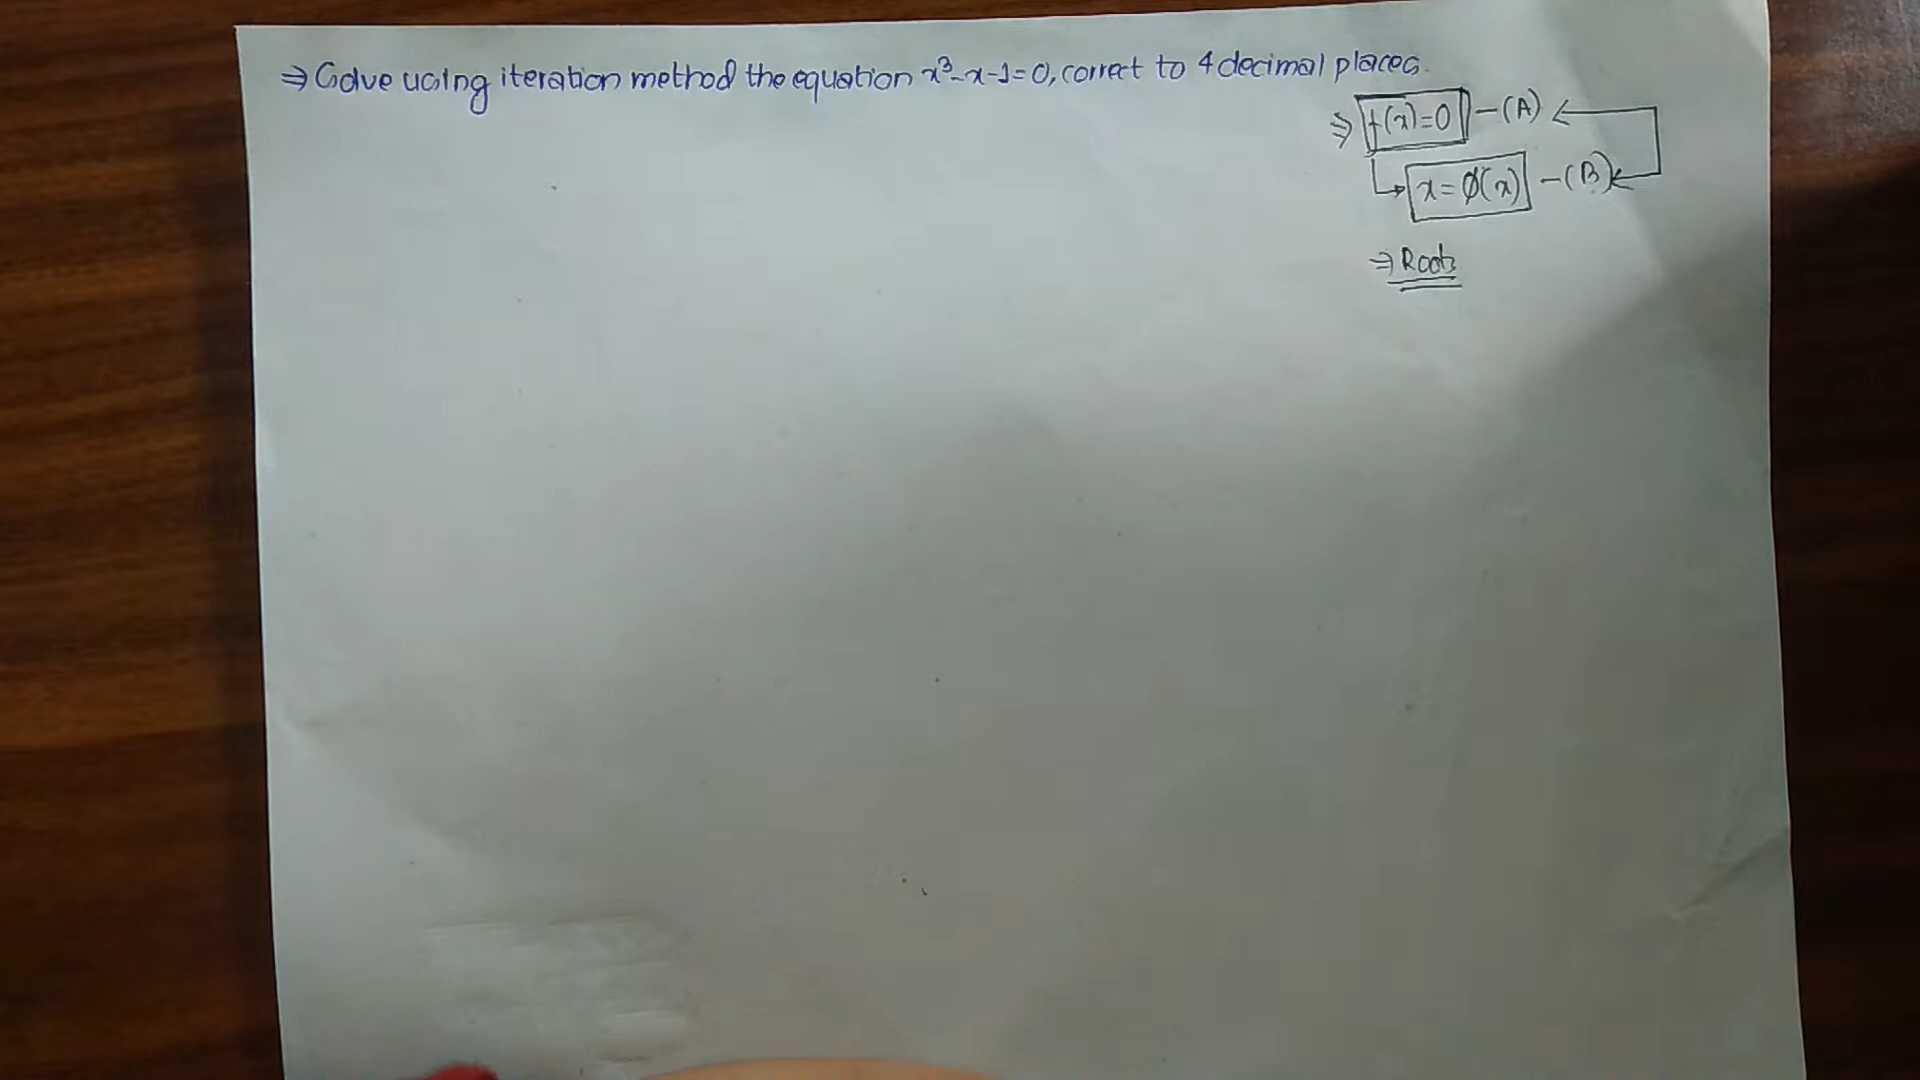 ⇒ Solve using iteration method the equation x³-x-1=0, correct to 4 decimal places.
⇒ f(x)=0 -(A)
x=Ø(x) -(B)
⇒ Roots